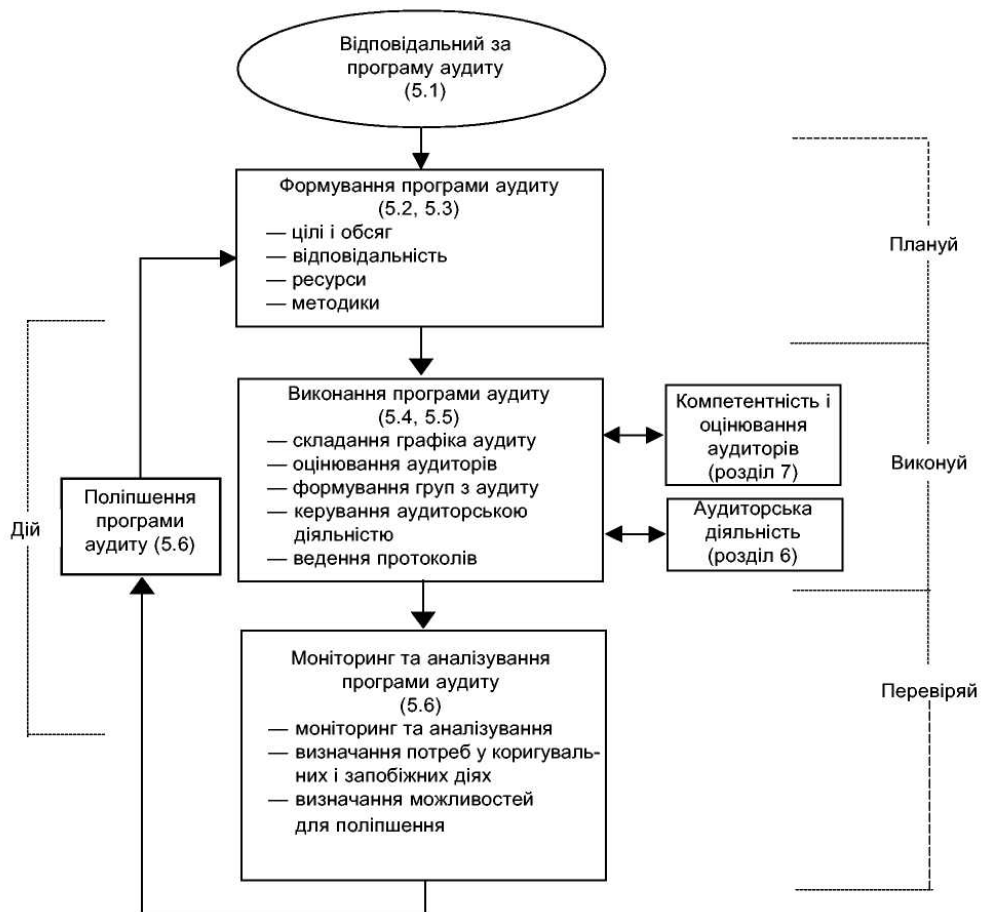 Відповідальний за
програму аудиту
(5.1)
Формування програми аудиту
(5.2, 5.3)
— цілі і обсяг
— відповідальність
— ресурси
— методики
Плануй
Виконання програми аудиту
(5.4, 5.5)
— складання графіка аудиту
— оцінювання аудиторів
— формування груп з аудиту
— керування аудиторською
діяльністю
— ведення протоколів
Компетентність і
оцінювання
аудиторів
(розділ 7)
Аудиторська
діяльність
(розділ 6)
Виконуй
Дій
Поліпшення
програми
аудиту (5.6)
Моніторинг та аналізування
програми аудиту
(5.6)
— моніторинг та аналізування
— визначання потреб у коригуваль-
них і запобіжних діях
— визначання можливостей
для поліпшення
Перевіряй